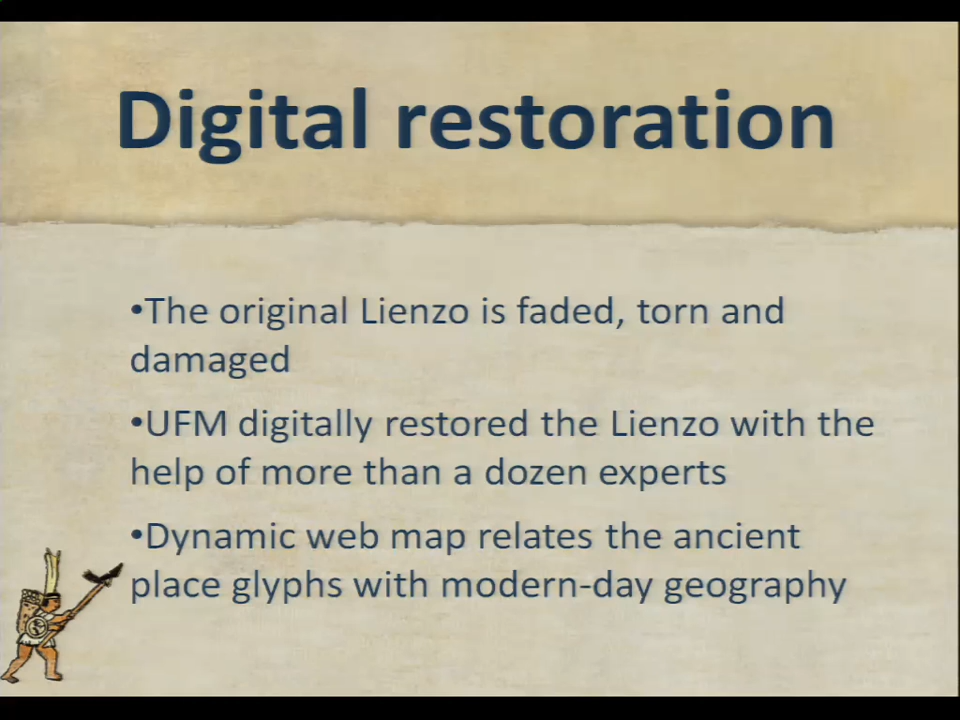 Digital restoration
•The original Lienzo is faded, torn and
damaged
•UFM digitally restored the Lienzo with the
help of more than a dozen experts
•Dynamic web map relates the ancient
place glyphs with modern-day geography